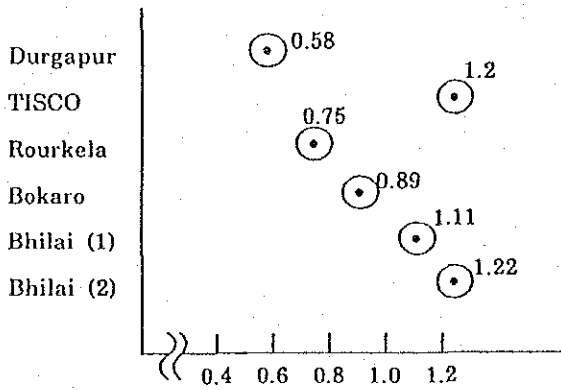 Durgapur 0.58
TISCO 1.2
Rourkela 0.75
Bokaro 0.89
Bhilai (1) 1.11
Bhilai (2) 1.22
0.4 0.6 0.8 1.0 1.2